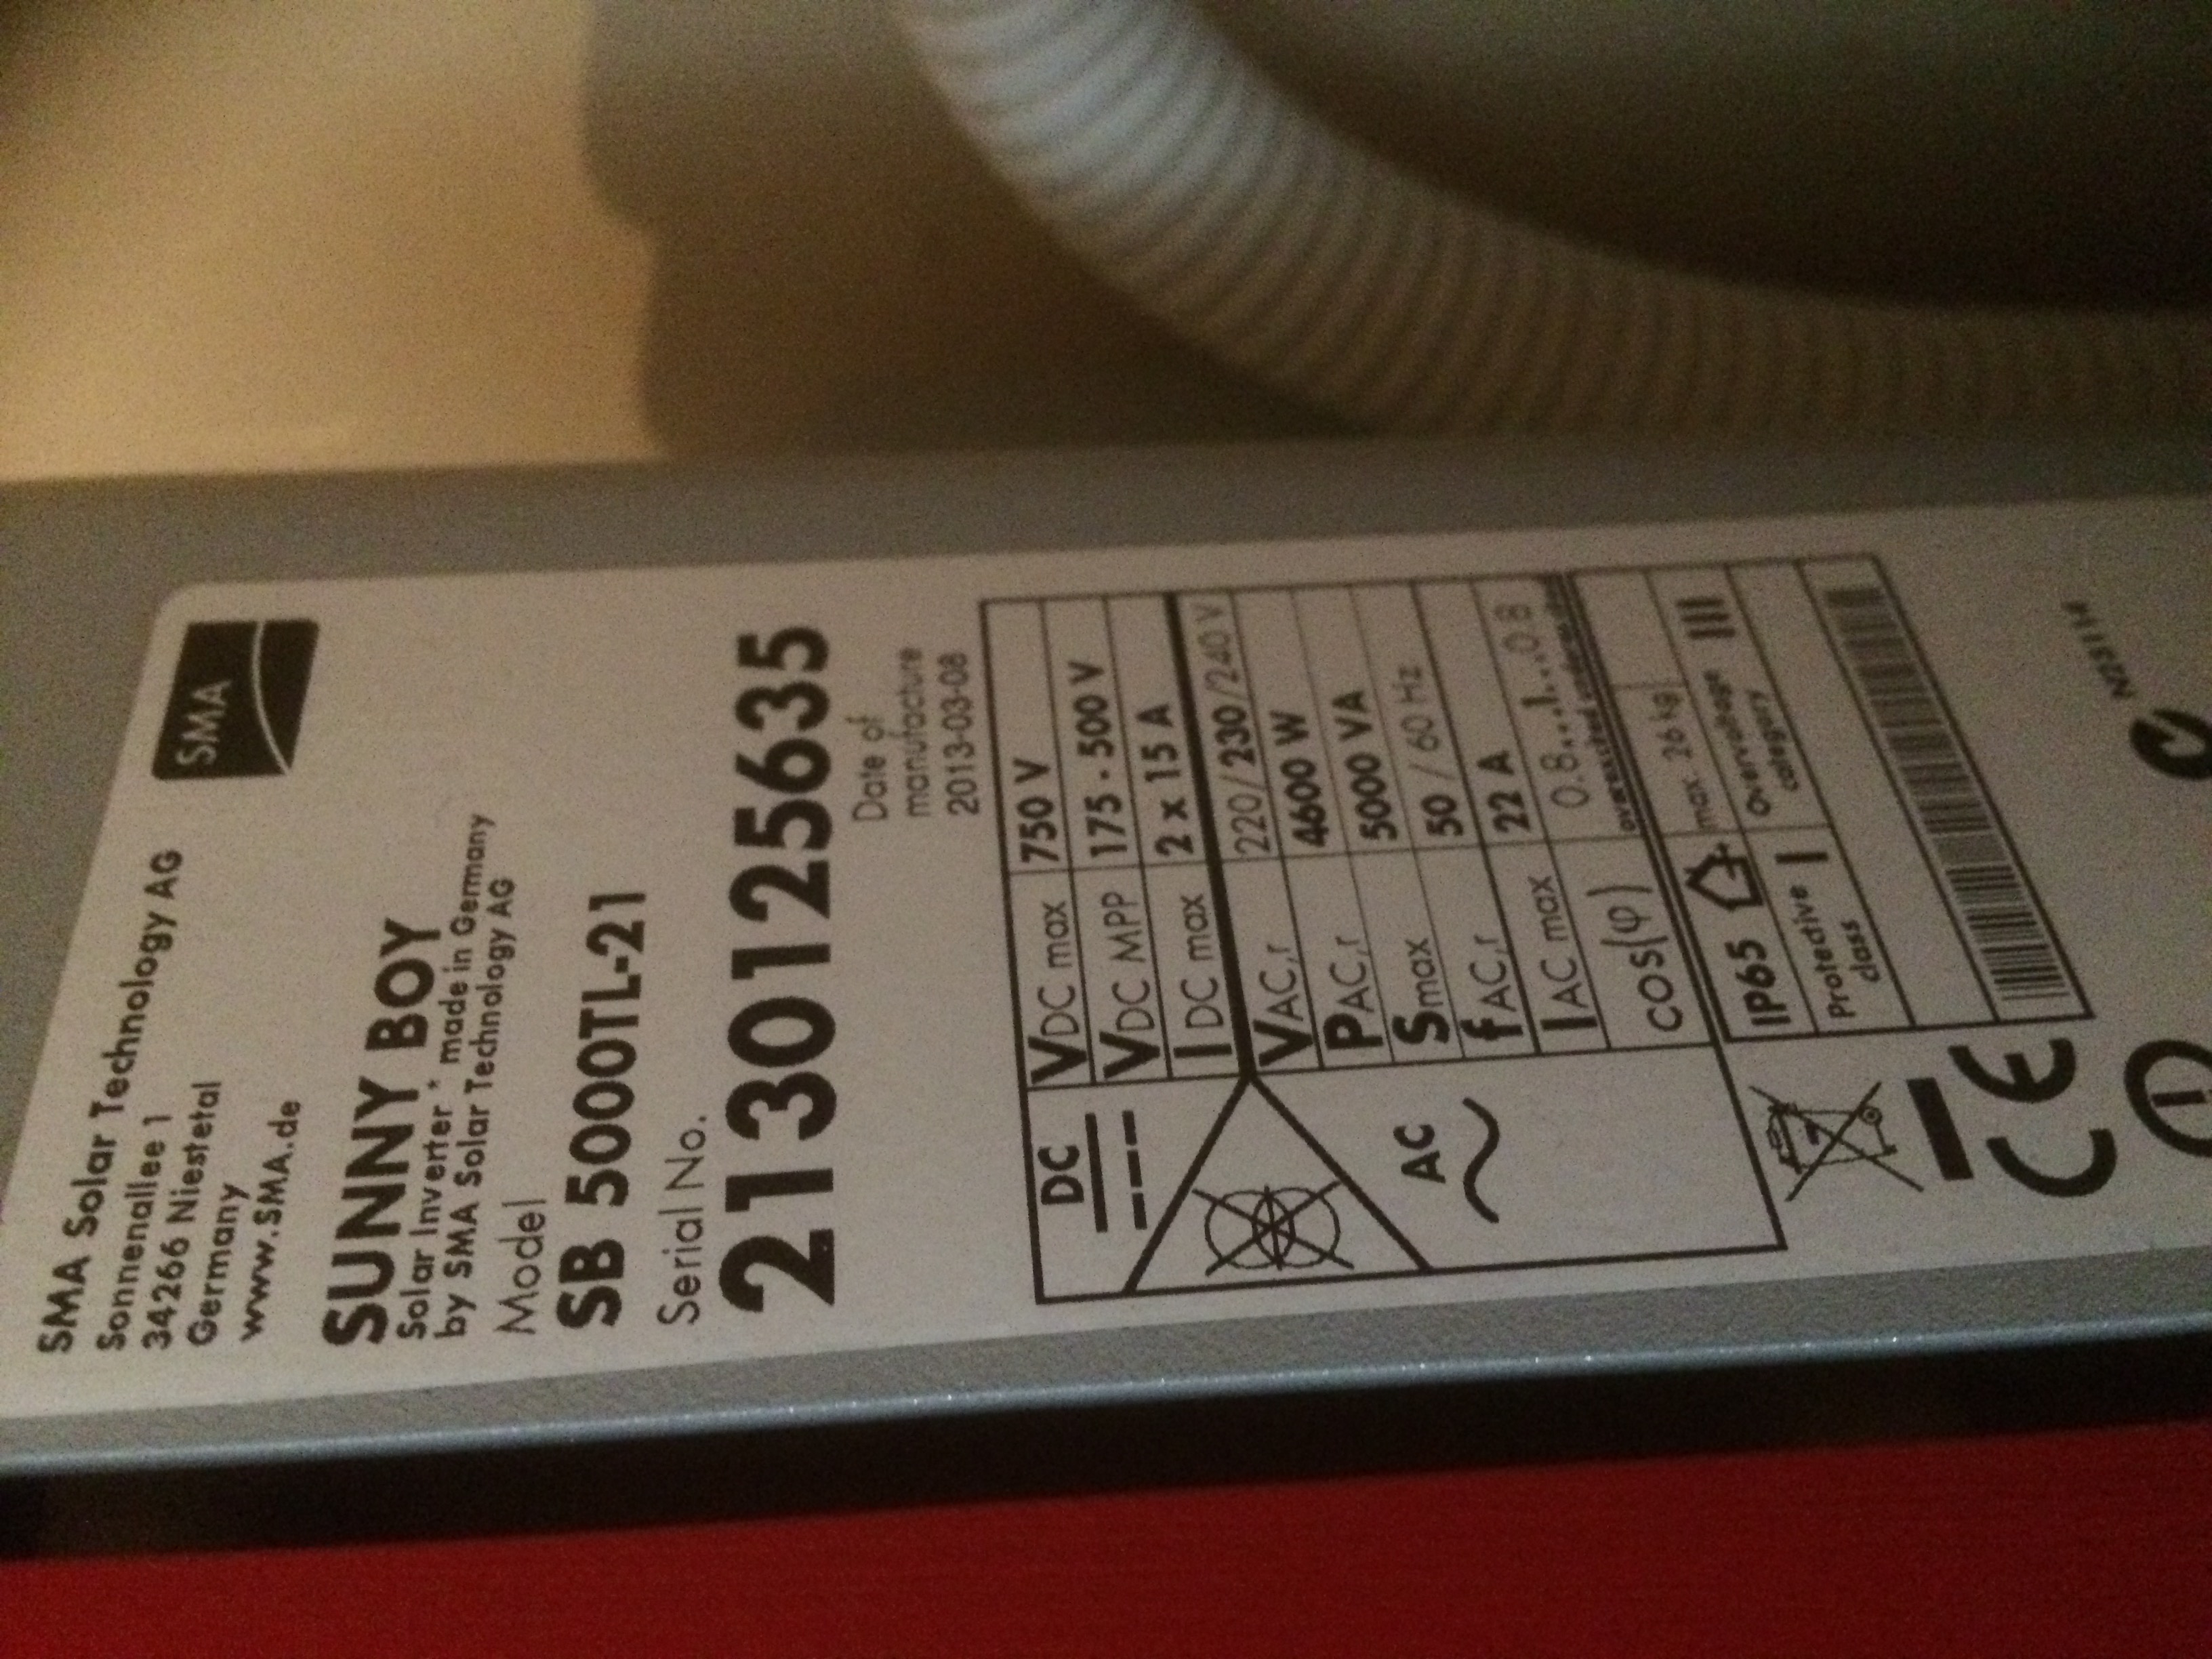 SMA Solar Technology AG
Sonnenallee 1
34266 Niestetal
Germany
www.SMA.de
SMA
SUNNY BOY
Solar Inverter * made in Germany
by SMA Solar Technology AG
Model
SB 5000TL-21
Serial No.
2130125635
Date of
manufacture
2013-03-08
DC
VDC max 750 V
VDC MPP 175 - 500 V
IDC max 2 x 15 A
AC
VAC,r 220/230/240 V
PAC,r 4600 W
Smax 5000 VA
fAC,r 50 / 60 Hz
IAC max 22 A
cos(φ) 0.8...1...0.8
overexcited
IP65 max. 26 kg
Protective class I
Overvoltage category III
CE
N23114